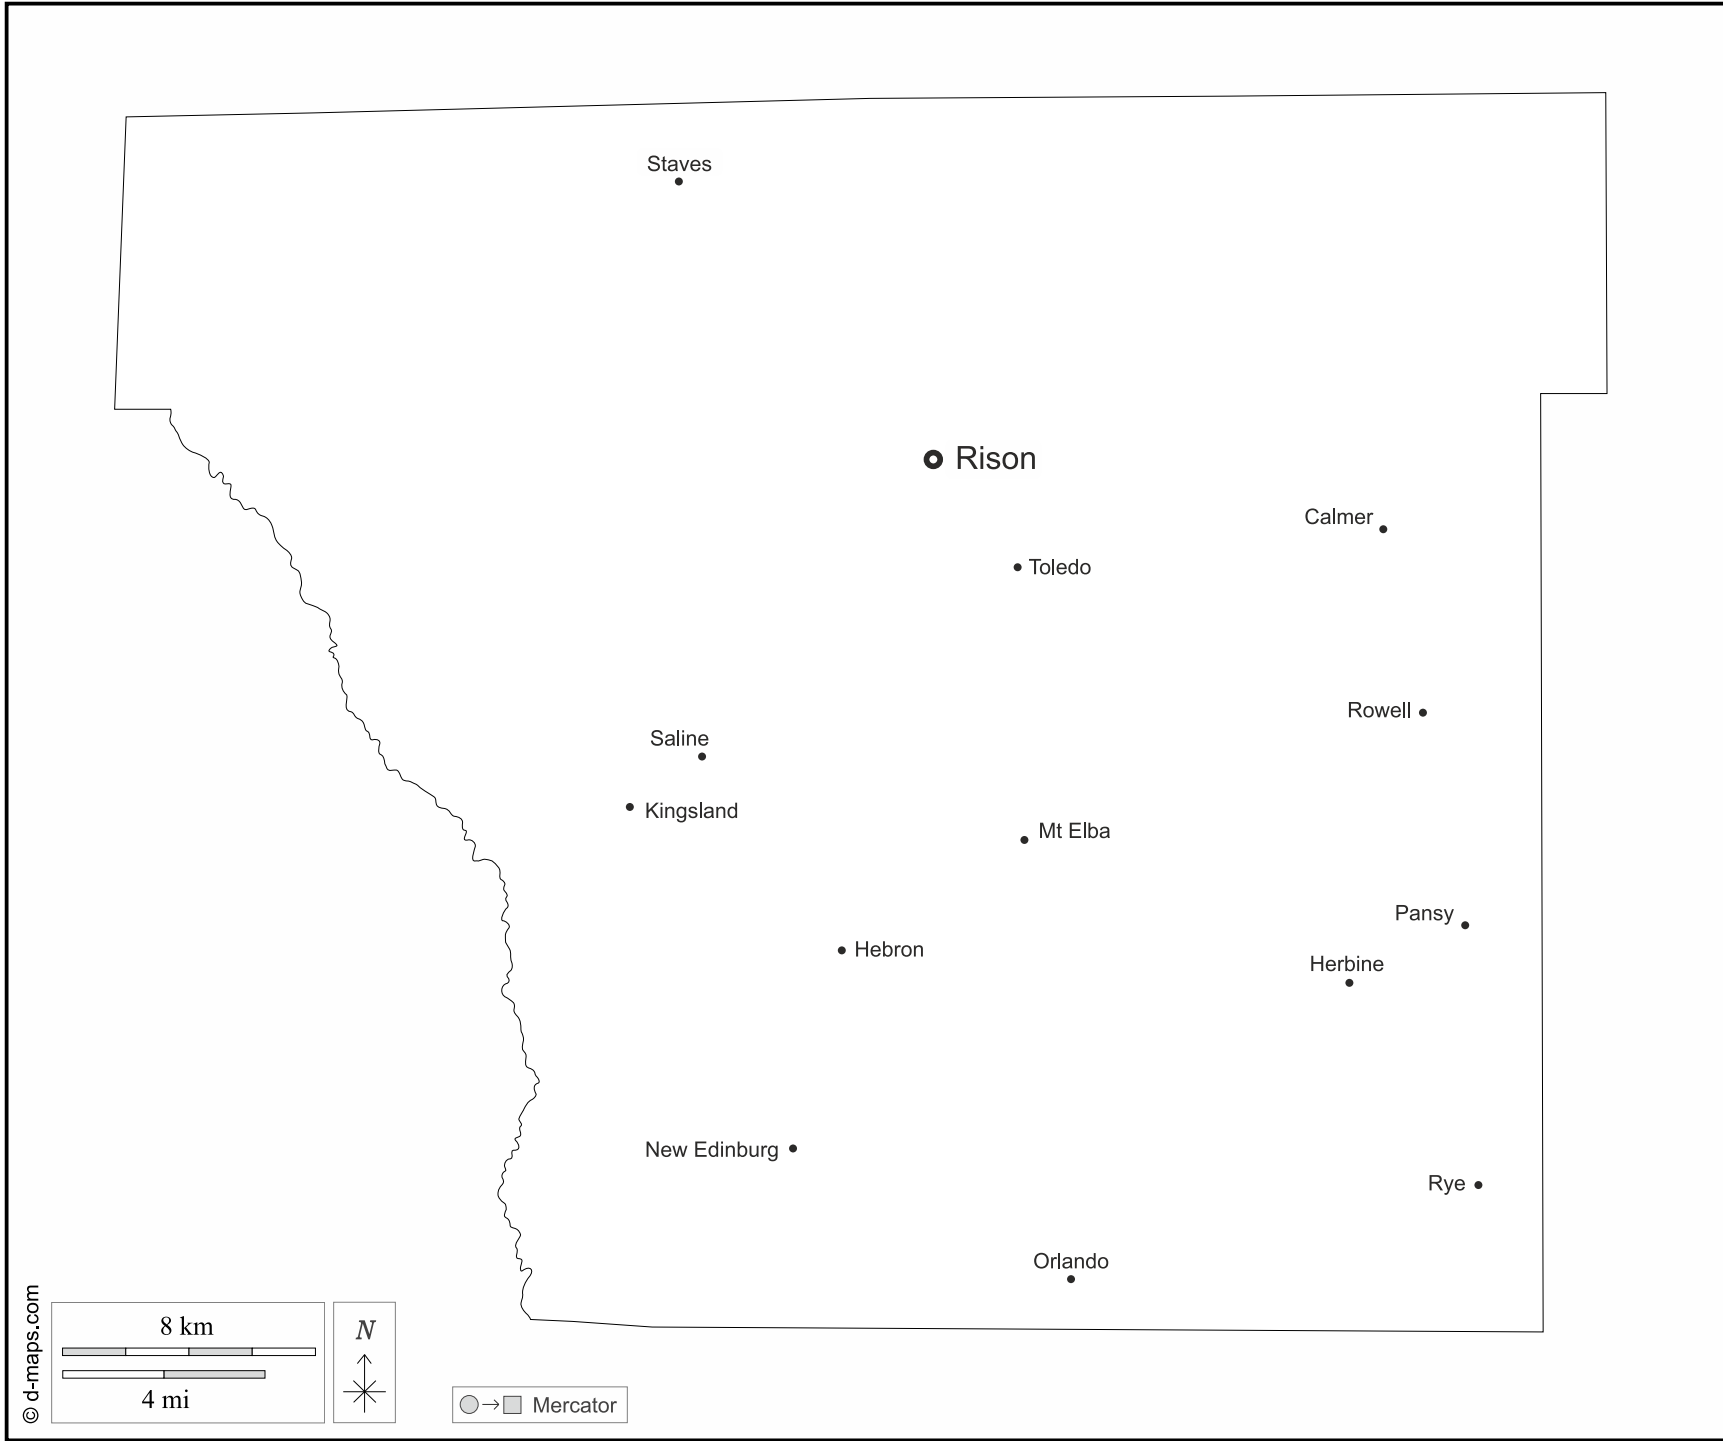 Staves
Rison
Calmer
Toledo
Rowell
Saline
Kingsland
Mt Elba
Pansy
Hebron
Herbine
New Edinburg
Rye
Orlando
© d-maps.com
8 km
4 mi
N
Mercator